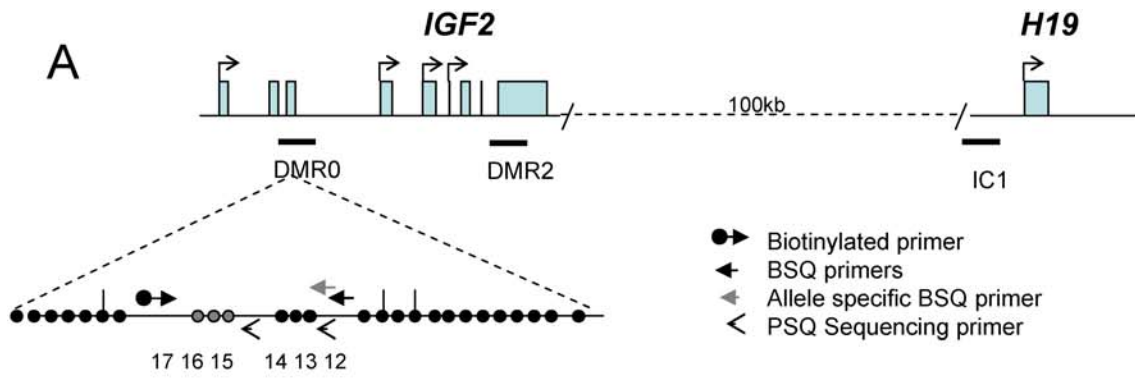 A
IGF2
H19
100kb
DMR0
DMR2
IC1
Biotinylated primer
BSQ primers
Allele specific BSQ primer
PSQ Sequencing primer
17 16 15 14 13 12